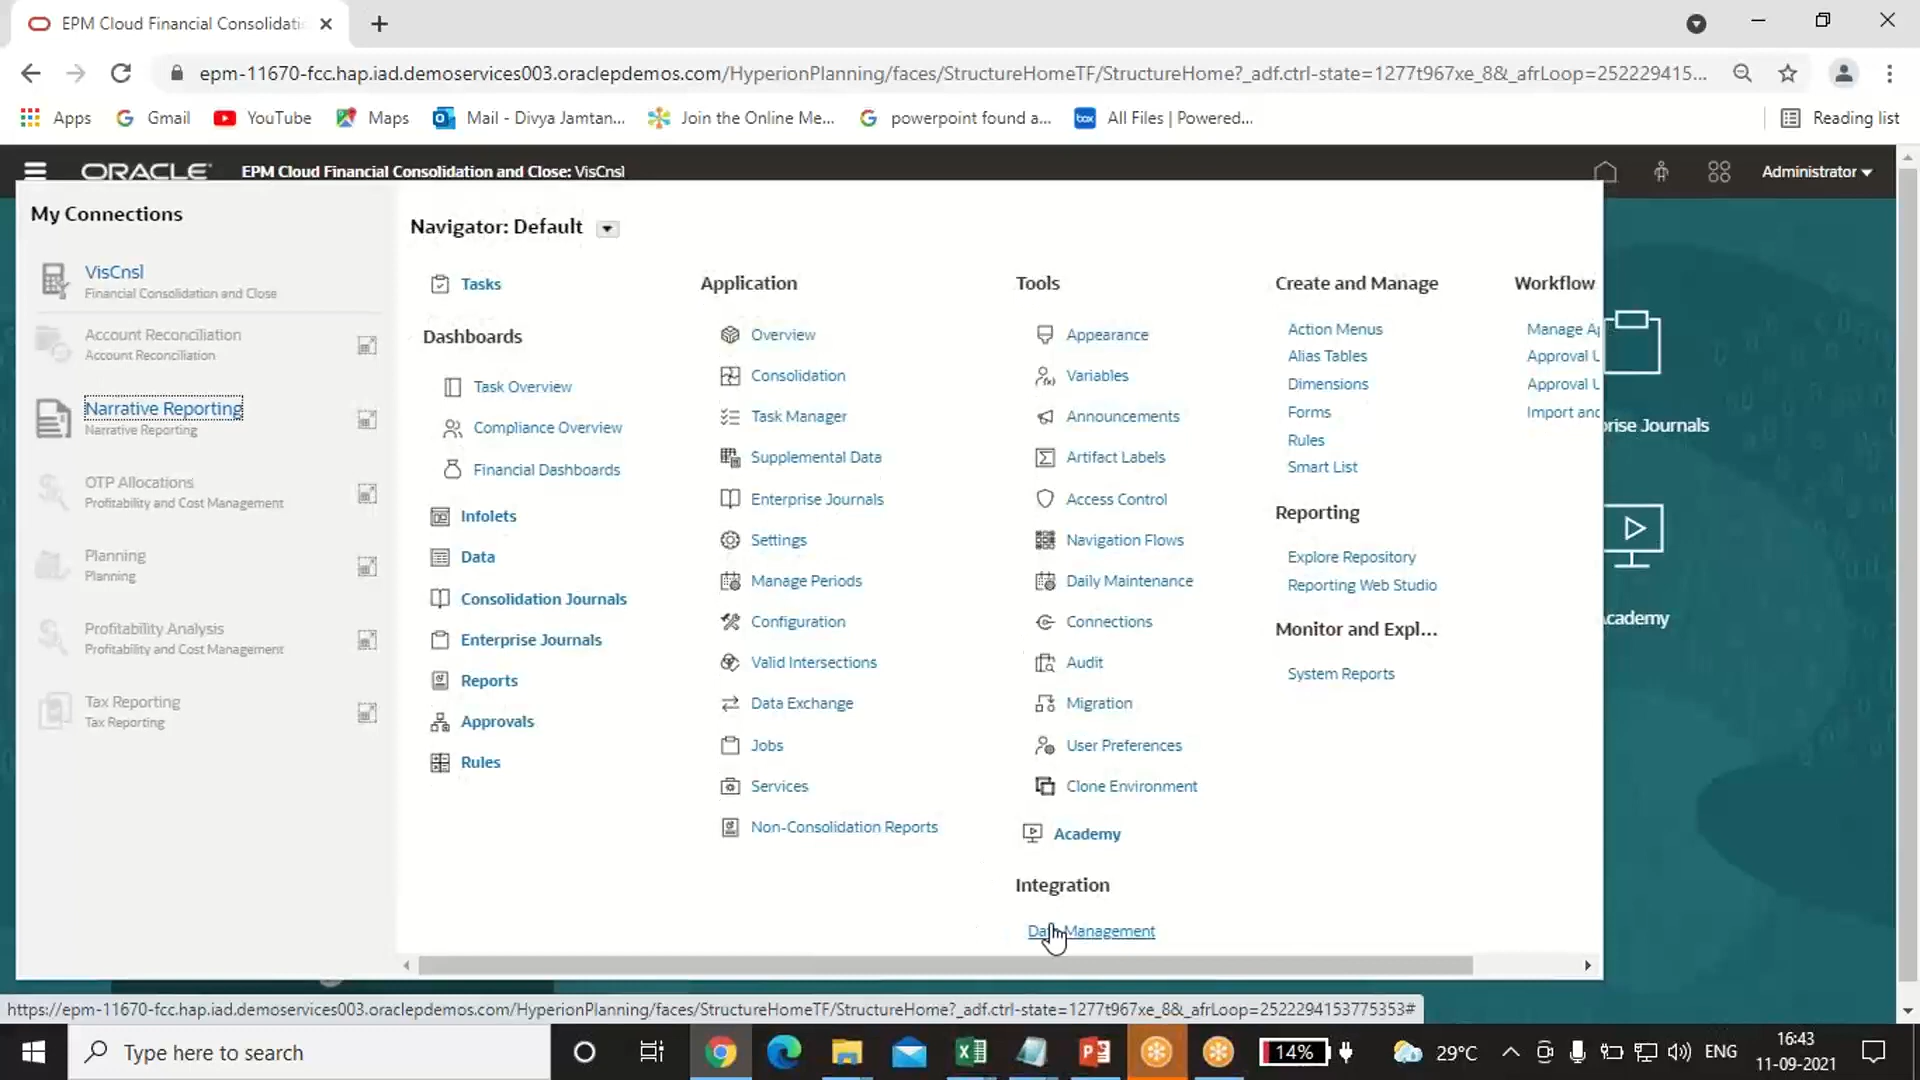 EPM Cloud Financial Consolidatio
epm-11670-fcc.hap.iad.demoservices003.oraclepdemos.com/HyperionPlanning/faces/StructureHomeTF/StructureHome?_adf.ctrl-state=1277t967xe_8&_afrLoop=252229415...
Apps
Gmail
YouTube
Maps
Mail - Divya Jamtan...
Join the Online Me...
powerpoint found a...
box
All Files | Powered...
Reading list
ORACLE
EPM Cloud Financial Consolidation and Close: VisCnsl
Administrator
My Connections
VisCnsl
Financial Consolidation and Close
Account Reconciliation
Account Reconciliation
Narrative Reporting
Narrative Reporting
OTP Allocations
Profitability and Cost Management
Planning
Planning
Profitability Analysis
Profitability and Cost Management
Tax Reporting
Tax Reporting
Navigator: Default
Tasks
Dashboards
Task Overview
Compliance Overview
Financial Dashboards
Infolets
Data
Consolidation Journals
Enterprise Journals
Reports
Approvals
Rules
Application
Overview
Consolidation
Task Manager
Supplemental Data
Enterprise Journals
Settings
Manage Periods
Configuration
Valid Intersections
Data Exchange
Jobs
Services
Non-Consolidation Reports
Tools
Appearance
Variables
Announcements
Artifact Labels
Access Control
Navigation Flows
Daily Maintenance
Connections
Audit
Migration
User Preferences
Clone Environment
Academy
Integration
Data Management
Create and Manage
Action Menus
Alias Tables
Dimensions
Forms
Rules
Smart List
Reporting
Explore Repository
Reporting Web Studio
Monitor and Expl...
System Reports
Workflow
Manage Ap
Approval U
Approval U
Import and
rise Journals
cademy
https://epm-11670-fcc.hap.iad.demoservices003.oraclepdemos.com/HyperionPlanning/faces/StructureHomeTF/StructureHome?_adf.ctrl-state=1277t967xe_8&_afrLoop=2522294153775353#
Type here to search
14%
29°C
ENG
16:43
11-09-2021